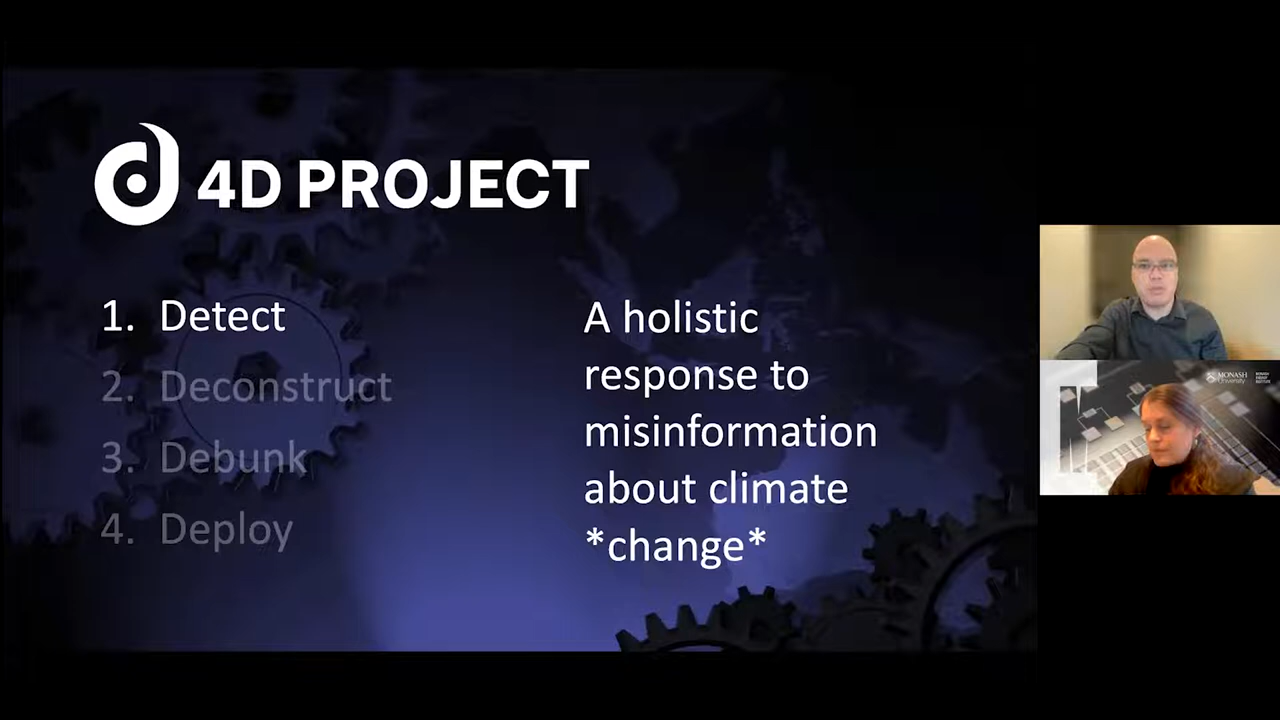 4D PROJECT
1. Detect
2. Deconstruct
3. Debunk
4. Deploy
A holistic
response to
misinformation
about climate
*change*
MONASH
University